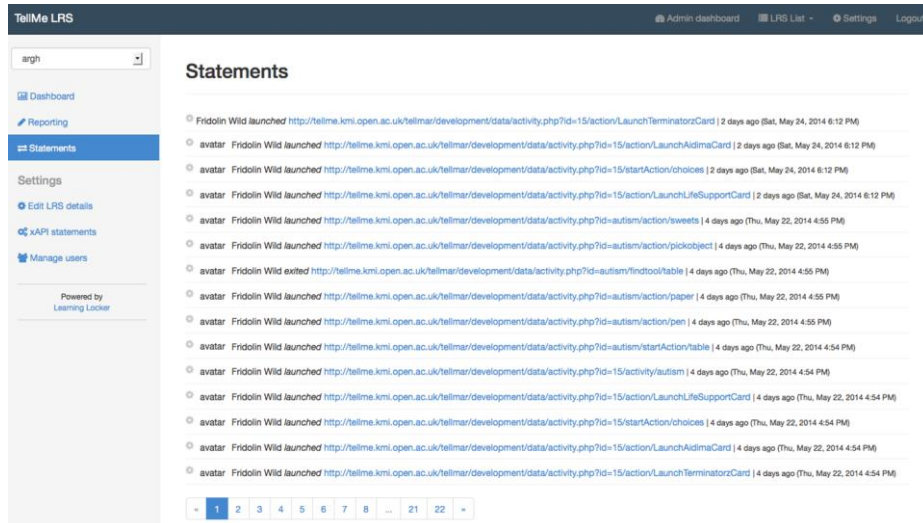 TellMe LRS
Admin dashboard
LRS List
Settings
Logout
argh
Dashboard
Reporting
Statements
Settings
Edit LRS details
xAPI statements
Manage users
Powered by
Learning Locker
Statements
Fridolin Wild launched http://tellme.kmi.open.ac.uk/tellmar/development/data/activity.php?id=15/action/LaunchTerminatorzCard | 2 days ago (Sat, May 24, 2014 6:12 PM)
avatar Fridolin Wild launched http://tellme.kmi.open.ac.uk/tellmar/development/data/activity.php?id=15/action/LaunchAidimaCard | 2 days ago (Sat, May 24, 2014 6:12 PM)
avatar Fridolin Wild launched http://tellme.kmi.open.ac.uk/tellmar/development/data/activity.php?id=15/startAction/choices | 2 days ago (Sat, May 24, 2014 6:12 PM)
avatar Fridolin Wild launched http://tellme.kmi.open.ac.uk/tellmar/development/data/activity.php?id=15/action/LaunchLifeSupportCard | 2 days ago (Sat, May 24, 2014 6:12 PM)
avatar Fridolin Wild launched http://tellme.kmi.open.ac.uk/tellmar/development/data/activity.php?id=autism/action/sweets | 4 days ago (Thu, May 22, 2014 4:55 PM)
avatar Fridolin Wild launched http://tellme.kmi.open.ac.uk/tellmar/development/data/activity.php?id=autism/action/pickobject | 4 days ago (Thu, May 22, 2014 4:55 PM)
avatar Fridolin Wild exited http://tellme.kmi.open.ac.uk/tellmar/development/data/activity.php?id=autism/findtool/table | 4 days ago (Thu, May 22, 2014 4:55 PM)
avatar Fridolin Wild launched http://tellme.kmi.open.ac.uk/tellmar/development/data/activity.php?id=autism/action/paper | 4 days ago (Thu, May 22, 2014 4:55 PM)
avatar Fridolin Wild launched http://tellme.kmi.open.ac.uk/tellmar/development/data/activity.php?id=autism/action/pen | 4 days ago (Thu, May 22, 2014 4:55 PM)
avatar Fridolin Wild launched http://tellme.kmi.open.ac.uk/tellmar/development/data/activity.php?id=autism/startAction/table | 4 days ago (Thu, May 22, 2014 4:54 PM)
avatar Fridolin Wild launched http://tellme.kmi.open.ac.uk/tellmar/development/data/activity.php?id=15/activity/autism | 4 days ago (Thu, May 22, 2014 4:54 PM)
avatar Fridolin Wild launched http://tellme.kmi.open.ac.uk/tellmar/development/data/activity.php?id=15/action/LaunchLifeSupportCard | 4 days ago (Thu, May 22, 2014 4:54 PM)
avatar Fridolin Wild launched http://tellme.kmi.open.ac.uk/tellmar/development/data/activity.php?id=15/startAction/choices | 4 days ago (Thu, May 22, 2014 4:54 PM)
avatar Fridolin Wild launched http://tellme.kmi.open.ac.uk/tellmar/development/data/activity.php?id=15/action/LaunchAidimaCard | 4 days ago (Thu, May 22, 2014 4:54 PM)
avatar Fridolin Wild launched http://tellme.kmi.open.ac.uk/tellmar/development/data/activity.php?id=15/action/LaunchTerminatorzCard | 4 days ago (Thu, May 22, 2014 4:54 PM)
« 1 2 3 4 5 6 7 8 ... 21 22 »